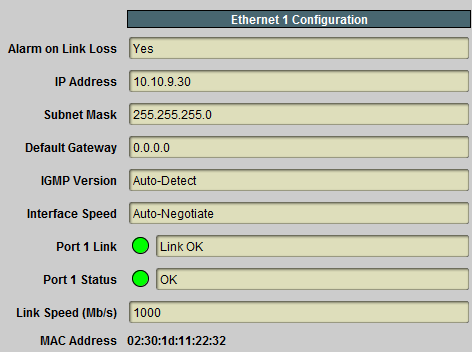 Ethernet 1 Configuration
Alarm on Link Loss Yes
IP Address 10.10.9.30
Subnet Mask 255.255.255.0
Default Gateway 0.0.0.0
IGMP Version Auto-Detect
Interface Speed Auto-Negotiate
Port 1 Link Link OK
Port 1 Status OK
Link Speed (Mb/s) 1000
MAC Address 02:30:1d:11:22:32